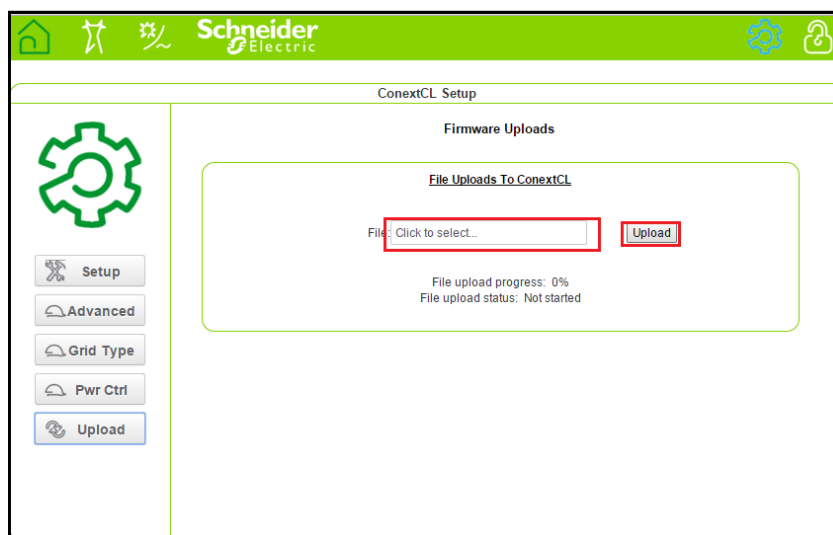 Schneider
Electric
ConextCL Setup
Firmware Uploads
File Uploads To ConextCL
File: Click to select... Upload
File upload progress: 0%
File upload status: Not started
Setup
Advanced
Grid Type
Pwr Ctrl
Upload